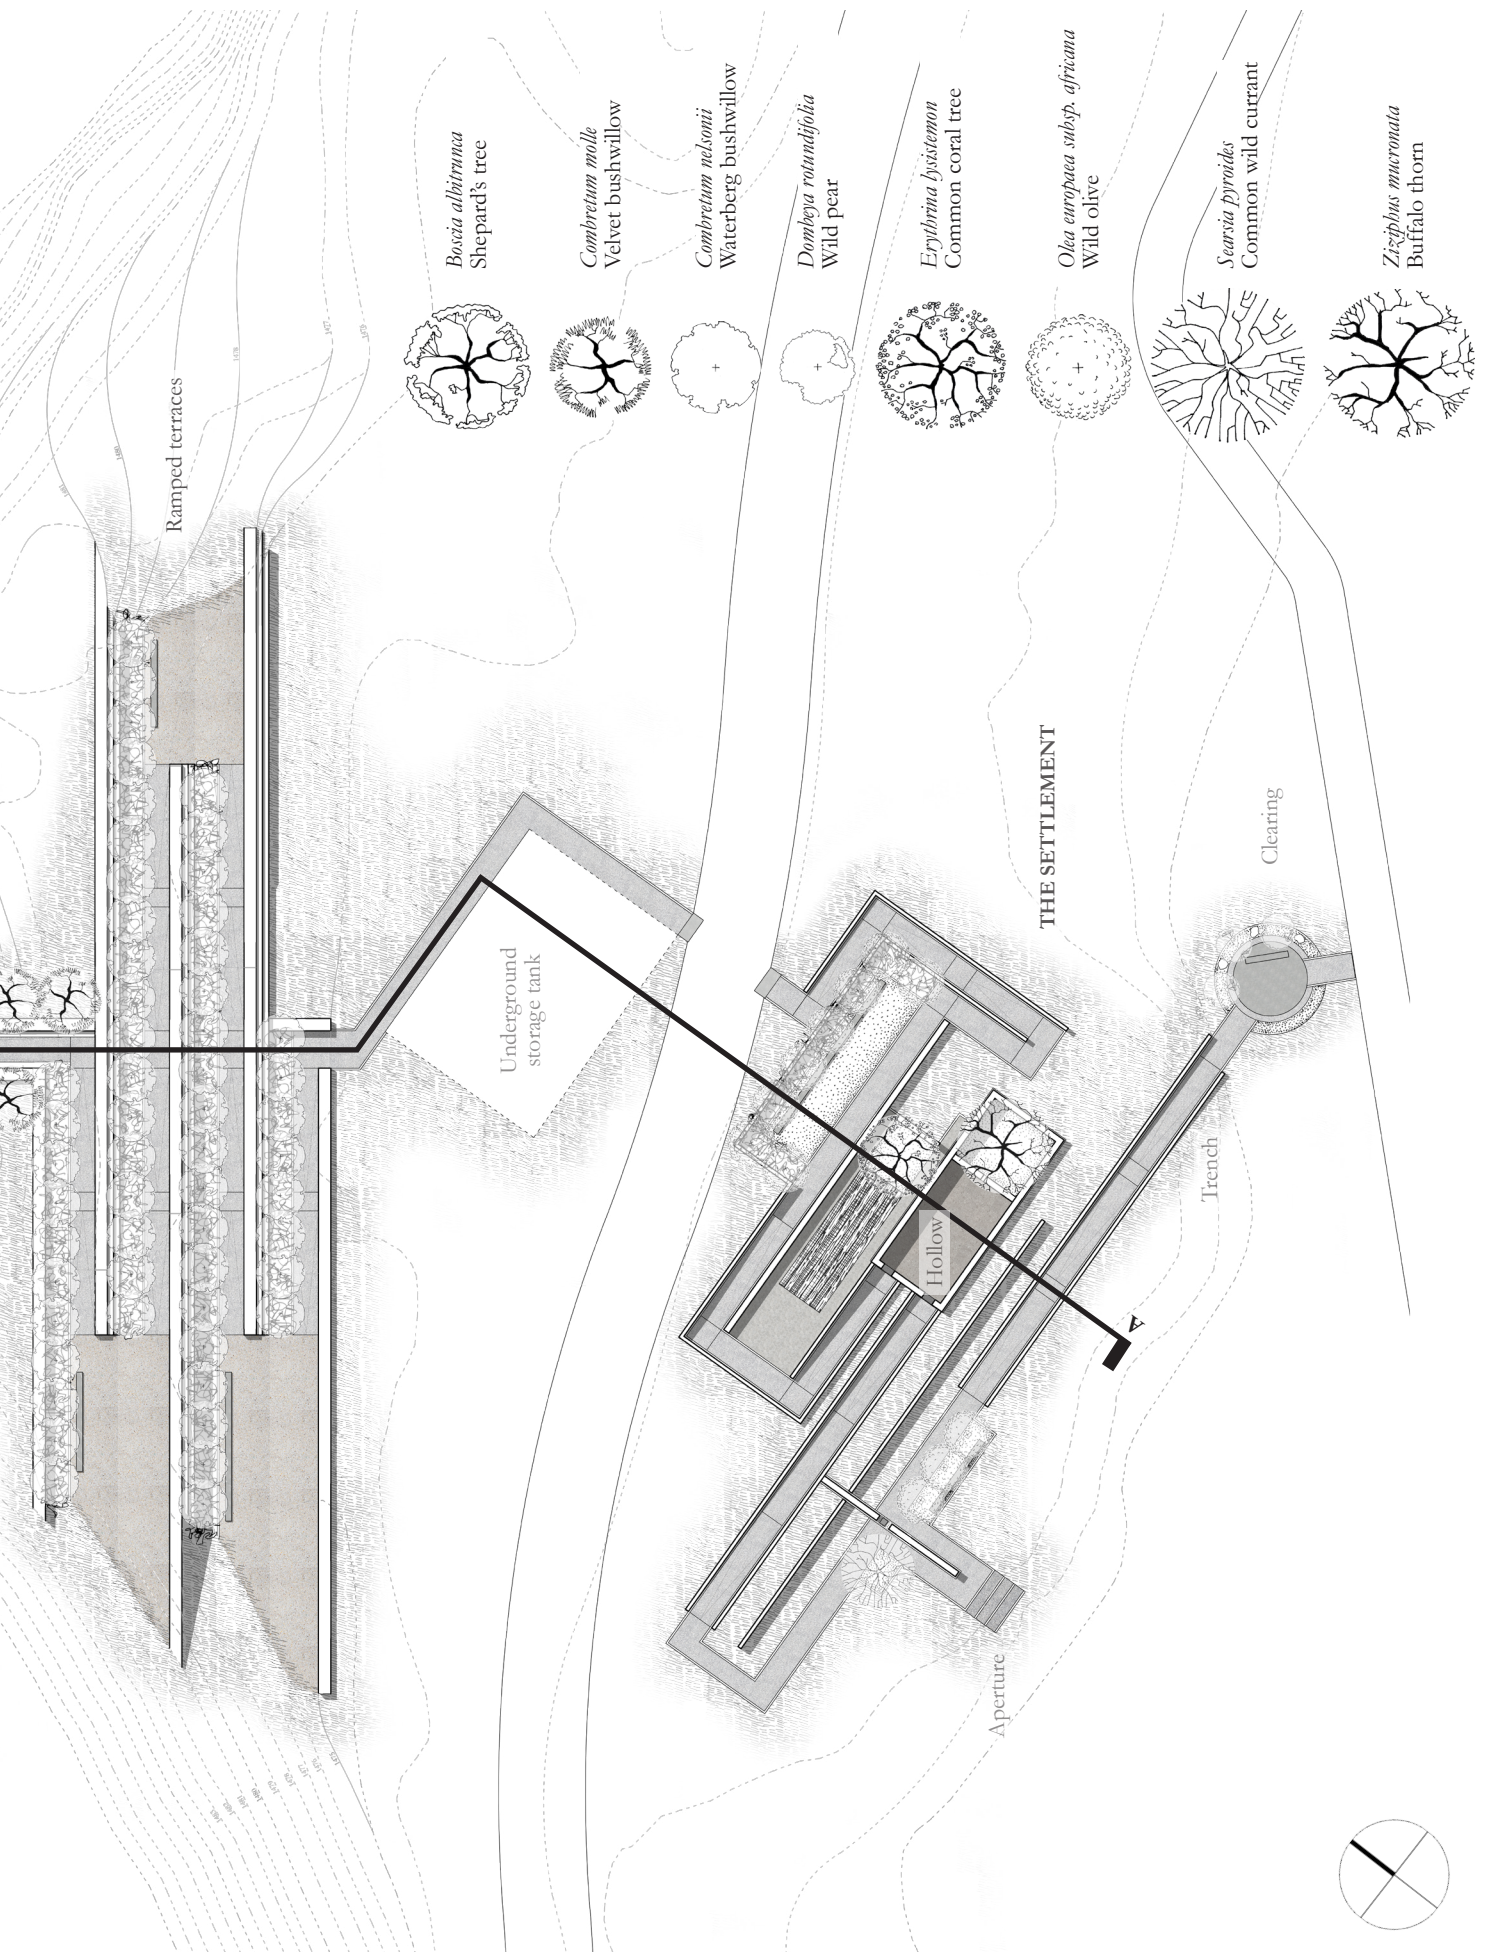 Ramped terraces
Boscia albitrunca
Shepard's tree
Combretum molle
Velvet bushwillow
Combretum nelsonii
Waterberg bushwillow
Dombeya rotundifolia
Wild pear
Erythrina lysistemon
Common coral tree
Olea europaea subsp. africana
Wild olive
Searsia pyroides
Common wild currant
Ziziphus mucronata
Buffalo thorn
Underground
storage tank
THE SETTLEMENT
Clearing
Trench
Hollow
Aperture
A